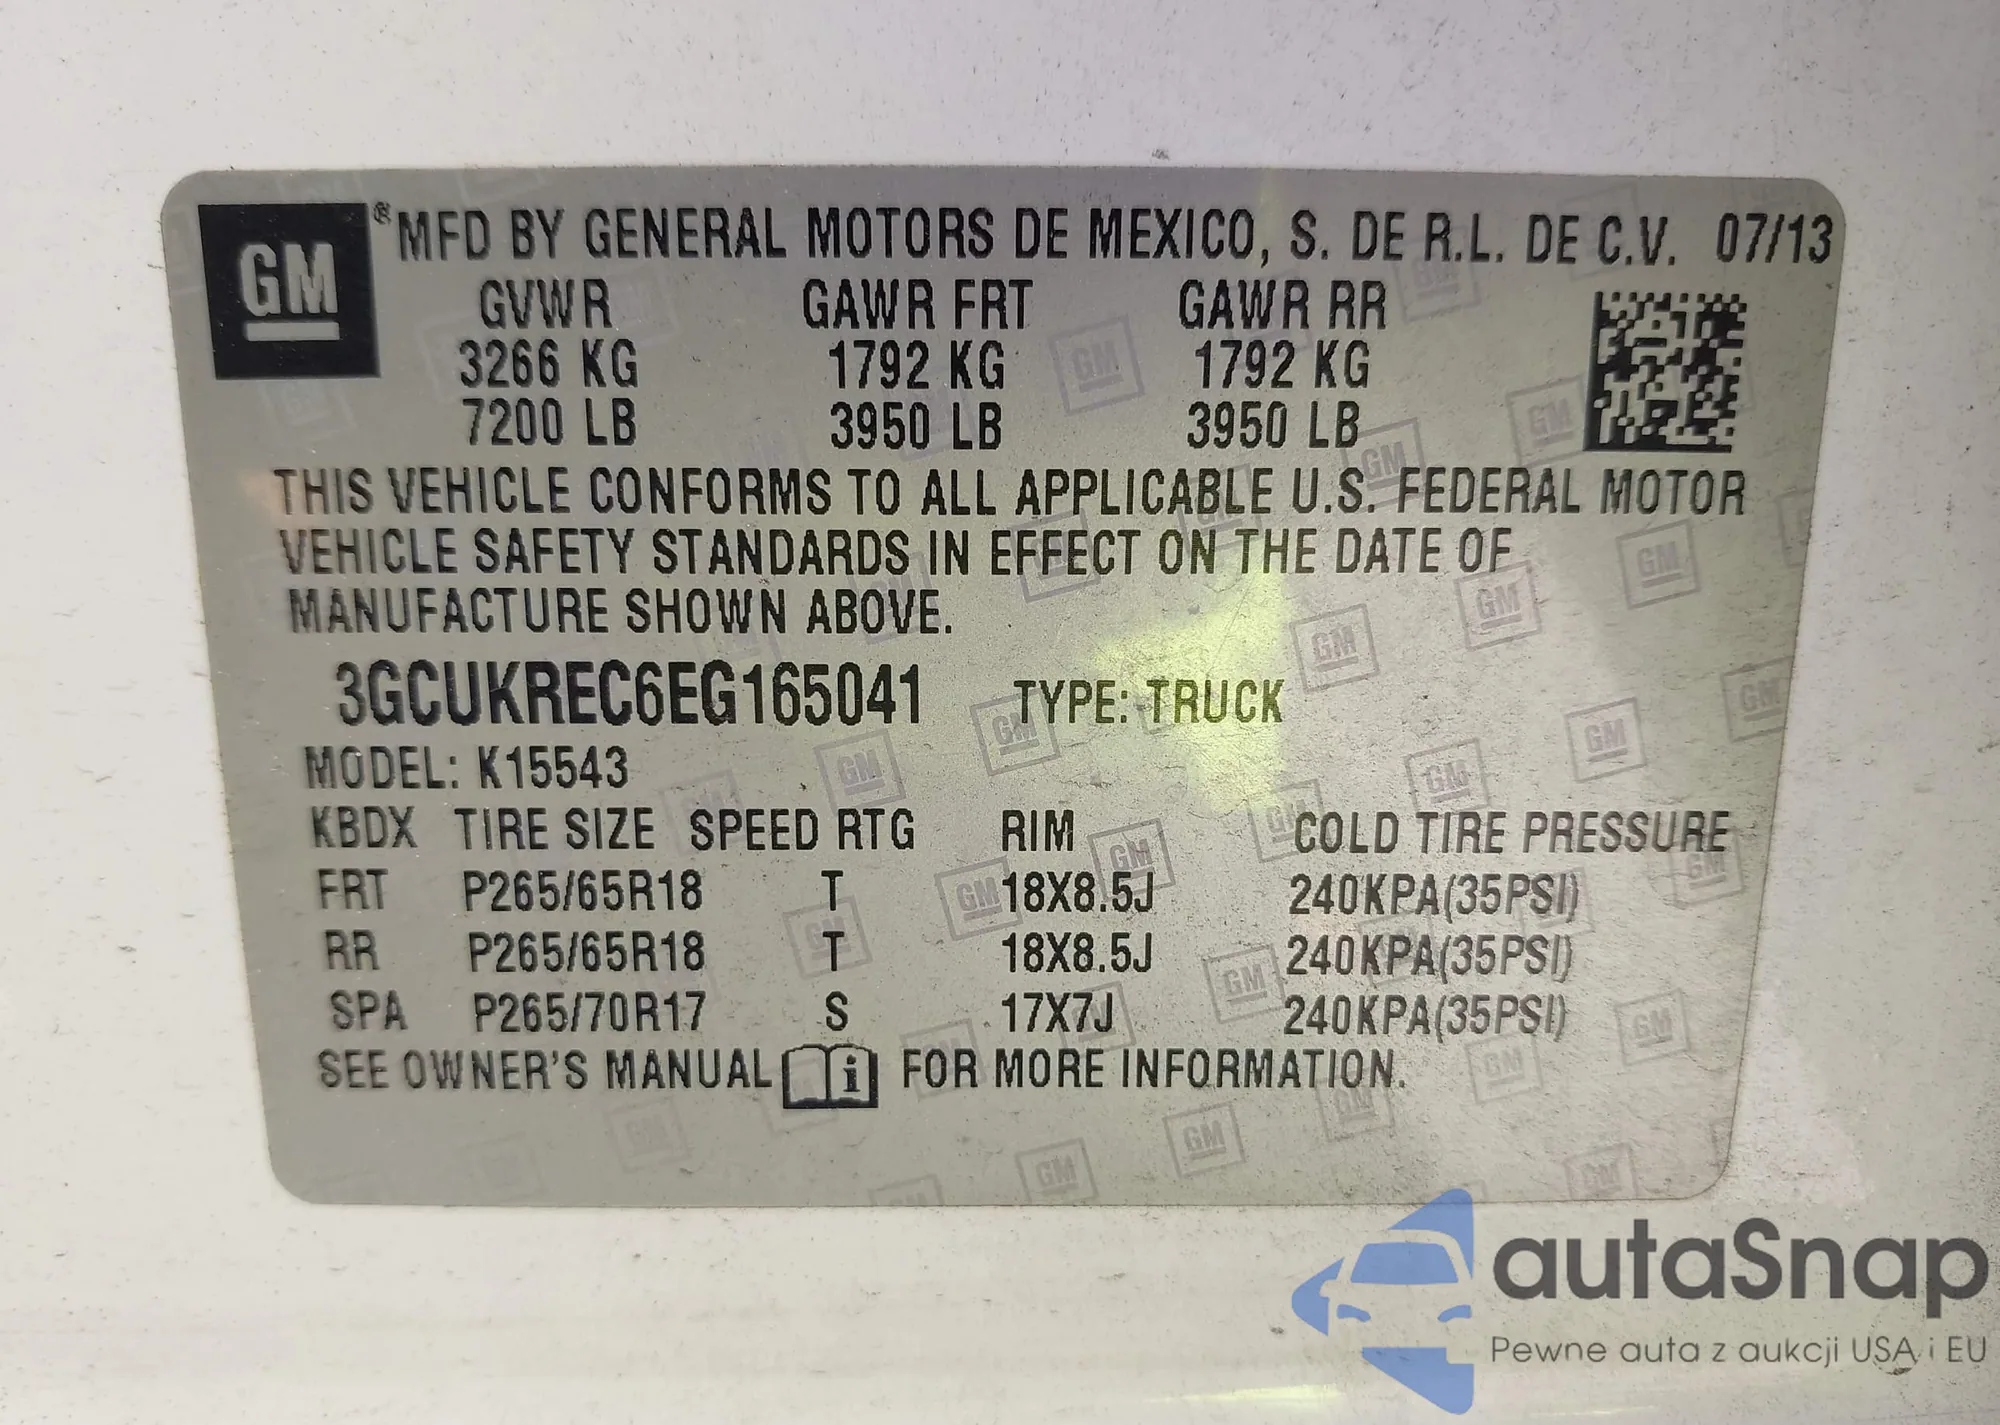 GM ® MFD BY GENERAL MOTORS DE MEXICO, S. DE R.L. DE C.V. 07/13
GVWR GAWR FRT GAWR RR
3266 KG 1792 KG 1792 KG
7200 LB 3950 LB 3950 LB
THIS VEHICLE CONFORMS TO ALL APPLICABLE U.S. FEDERAL MOTOR
VEHICLE SAFETY STANDARDS IN EFFECT ON THE DATE OF
MANUFACTURE SHOWN ABOVE.
3GCUKREC6EG165041 TYPE: TRUCK
MODEL: K15543
KBDX TIRE SIZE SPEED RTG RIM COLD TIRE PRESSURE
FRT P265/65R18 T 18X8.5J 240KPA(35PSI)
RR P265/65R18 T 18X8.5J 240KPA(35PSI)
SPA P265/70R17 S 17X7J 240KPA(35PSI)
SEE OWNER'S MANUAL i FOR MORE INFORMATION.
autaSnap
Pewne auta z aukcji USA i EU